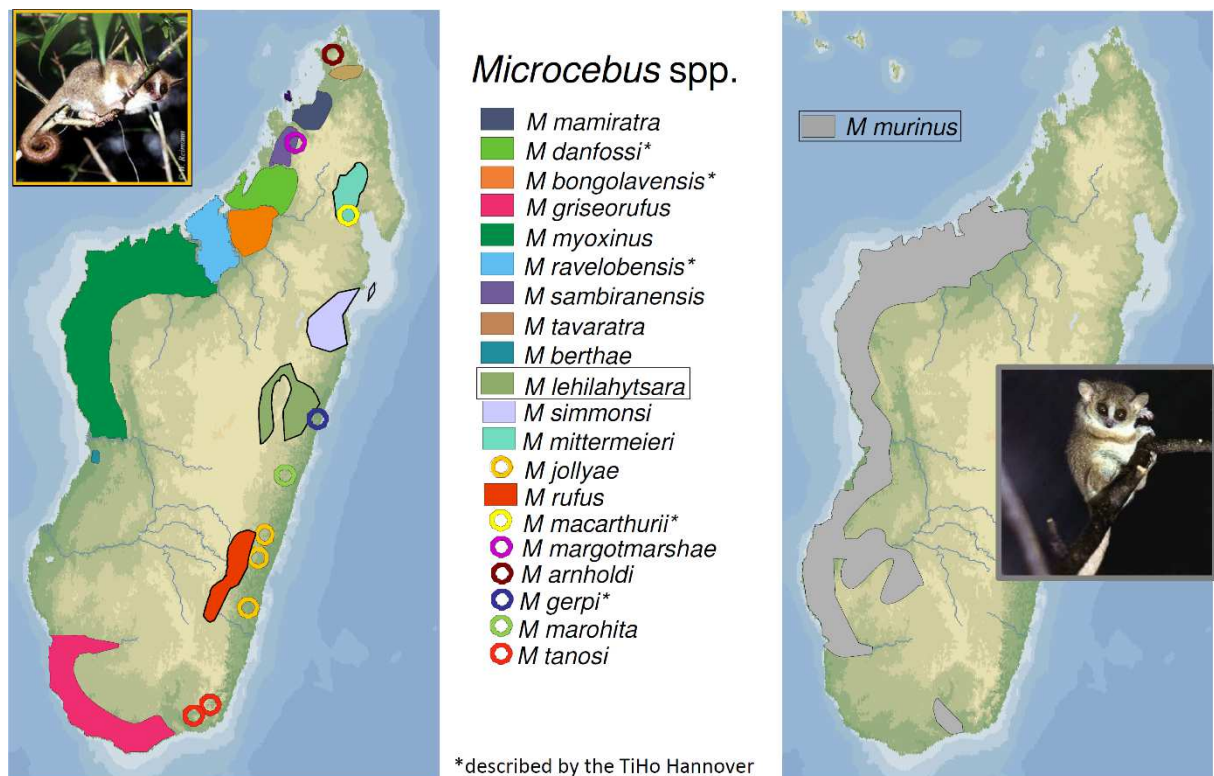 Microcebus spp.
M mamiratra
M danfossi*
M bongolavensis*
M griseorufus
M myoxinus
M ravelobensis*
M sambiranensis
M tavaratra
M berthae
M lehilahytsara
M simmonsi
M mittermeieri
M jollyae
M rufus
M macarthurii*
M margotmarshae
M arnholdi
M gerpi*
M marohita
M tanosi
*described by the TiHo Hannover
M murinus